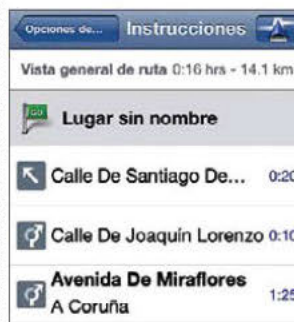 Opciones de... Instrucciones
Vista general de ruta 0:16 hrs - 14.1 km
GO Lugar sin nombre
Calle De Santiago De... 0:20
Calle De Joaquín Lorenzo 0:10
Avenida De Miraflores
A Coruña 1:25